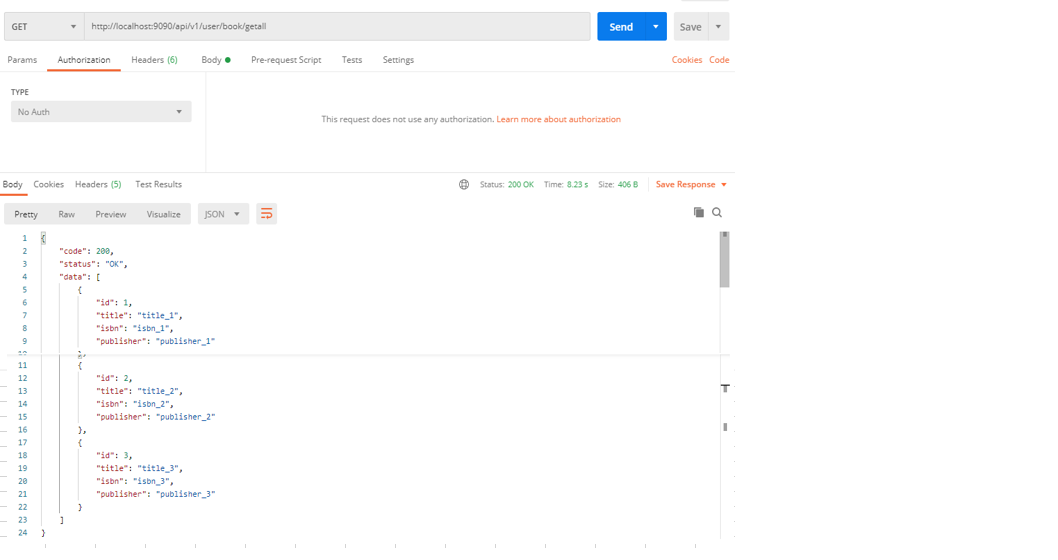 GET http://localhost:9090/api/v1/user/book/getall Send Save
Params Authorization Headers (6) Body Pre-request Script Tests Settings Cookies Code
TYPE
No Auth
This request does not use any authorization. Learn more about authorization
Body Cookies Headers (5) Test Results Status: 200 OK Time: 8.23 s Size: 406 B Save Response
Pretty Raw Preview Visualize JSON
1 {
2 "code": 200,
3 "status": "OK",
4 "data": [
5 {
6 "id": 1,
7 "title": "title_1",
8 "isbn": "isbn_1",
9 "publisher": "publisher_1"
10 },
11 {
12 "id": 2,
13 "title": "title_2",
14 "isbn": "isbn_2",
15 "publisher": "publisher_2"
16 },
17 {
18 "id": 3,
19 "title": "title_3",
20 "isbn": "isbn_3",
21 "publisher": "publisher_3"
22 }
23 ]
24 }